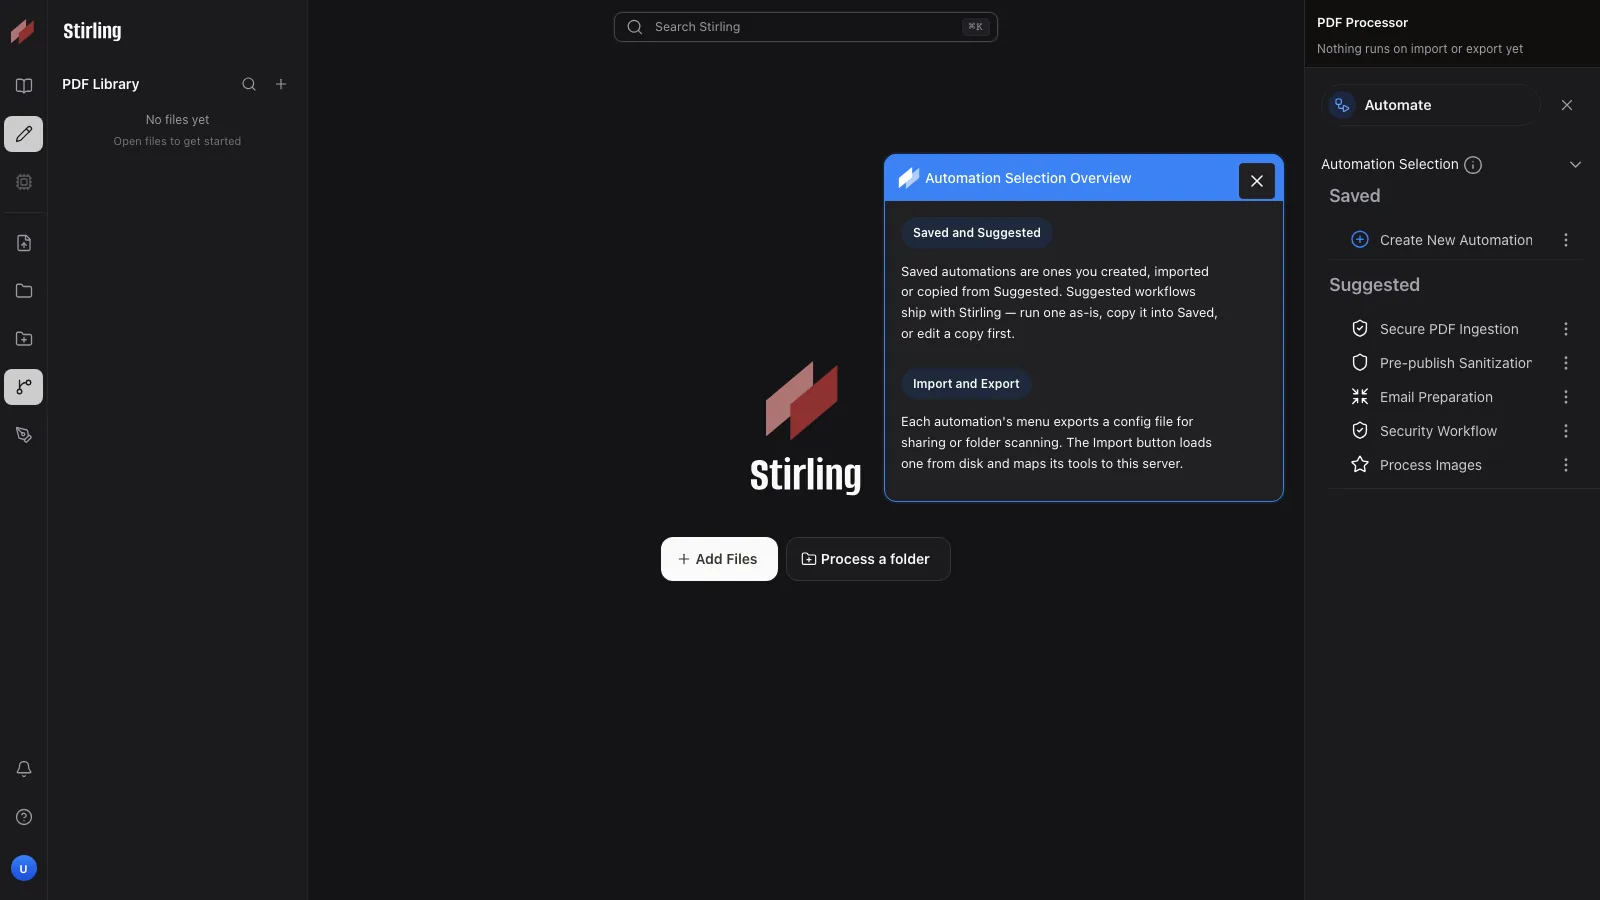 Stirling
PDF Library
No files yet
Open files to get started
U
Search Stirling
⌘K
Stirling
Add Files
Process a folder
Automation Selection Overview
Saved and Suggested
Saved automations are ones you created, imported
or copied from Suggested. Suggested workflows
ship with Stirling — run one as-is, copy it into Saved,
or edit a copy first.
Import and Export
Each automation's menu exports a config file for
sharing or folder scanning. The Import button loads
one from disk and maps its tools to this server.
PDF Processor
Nothing runs on import or export yet
Automate
Automation Selection
Saved
Create New Automation
Suggested
Secure PDF Ingestion
Pre-publish Sanitization
Email Preparation
Security Workflow
Process Images